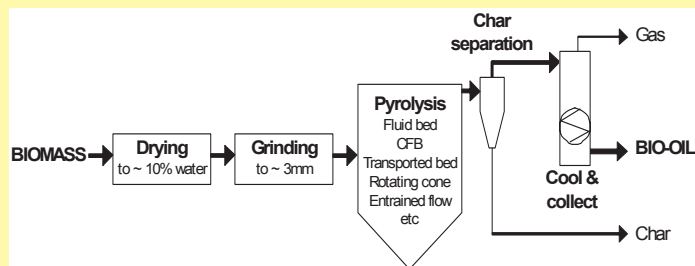 BIOMASS
Drying
to ~ 10% water
Grinding
to ~ 3mm
Pyrolysis
Fluid bed
CFB
Transported bed
Rotating cone
Entrained flow
etc
Char
separation
Gas
BIO-OIL
Cool &
collect
Char